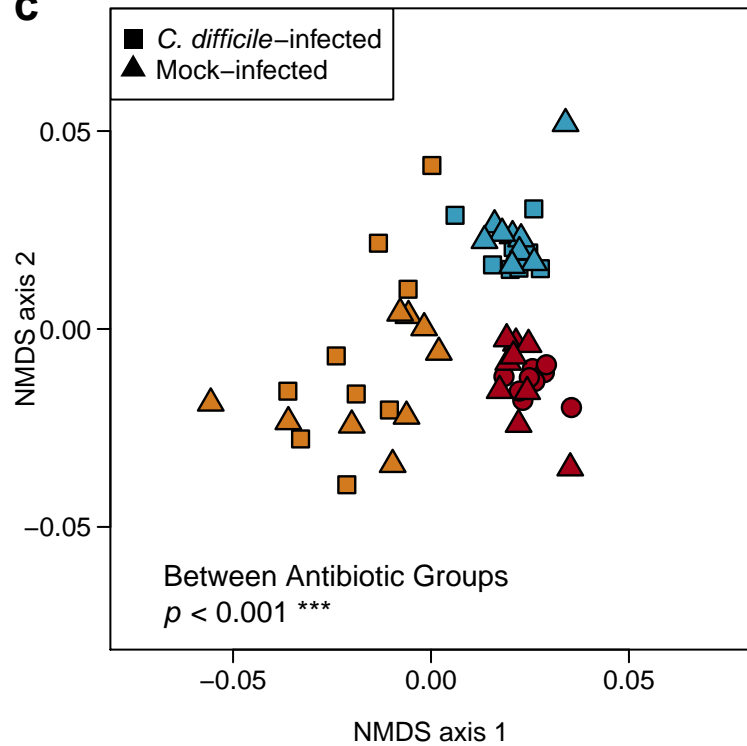 c
C. difficile−infected
Mock−infected
0.05
0.00
−0.05
NMDS axis 2
Between Antibiotic Groups
p < 0.001 ***
−0.05 0.00 0.05
NMDS axis 1